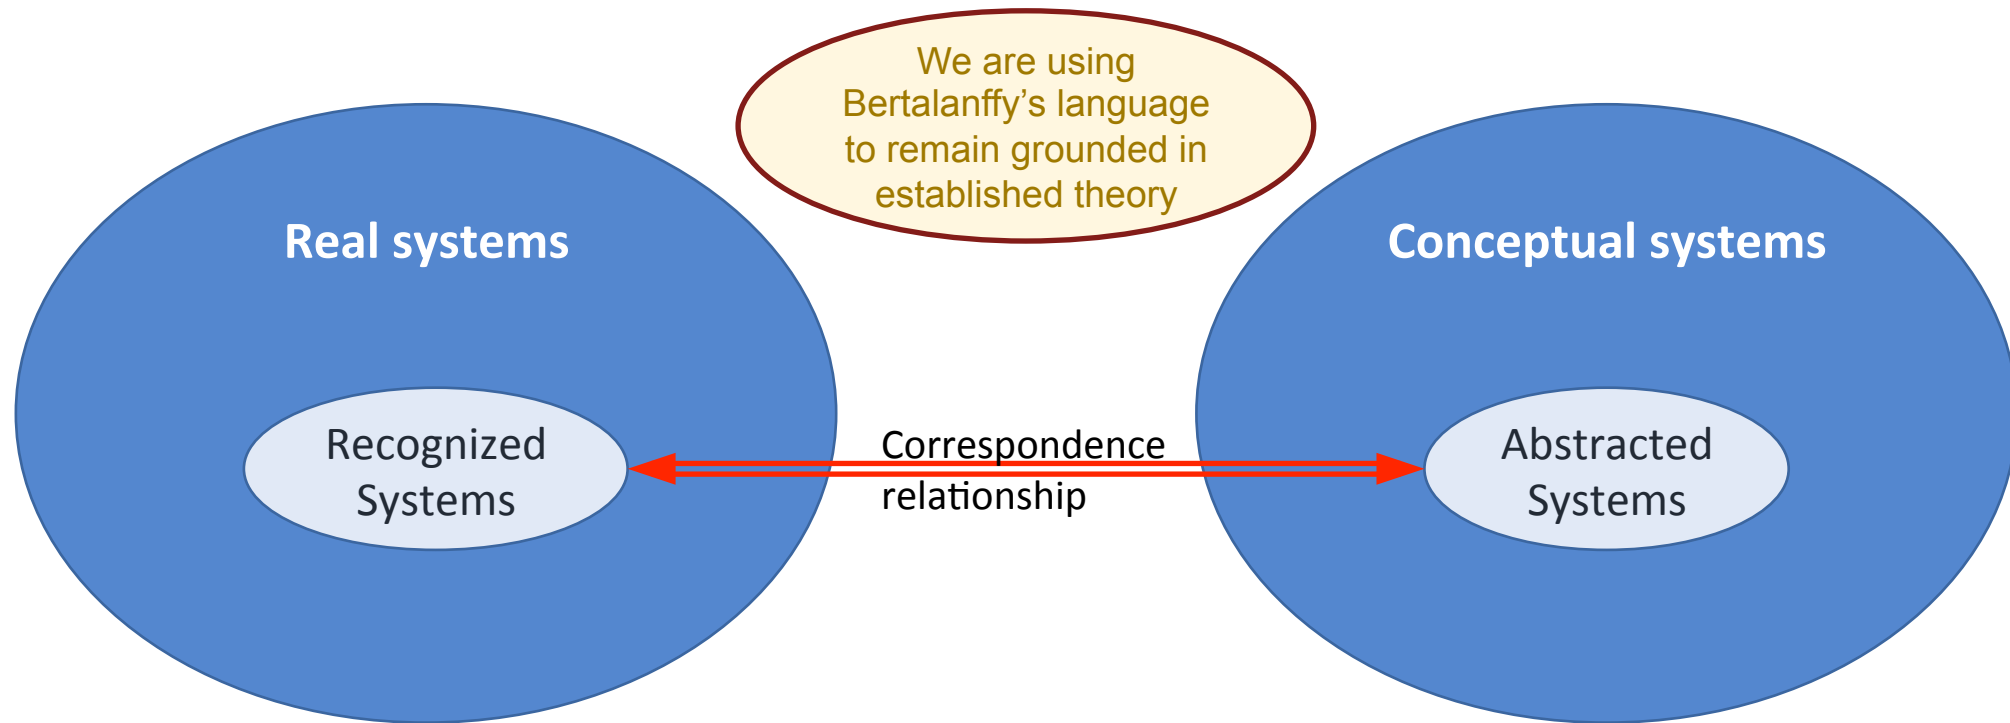 We are using
Bertalanffy’s language
to remain grounded in
established theory
Real systems
Conceptual systems
Recognized
Systems
Correspondence
relationship
Abstracted
Systems